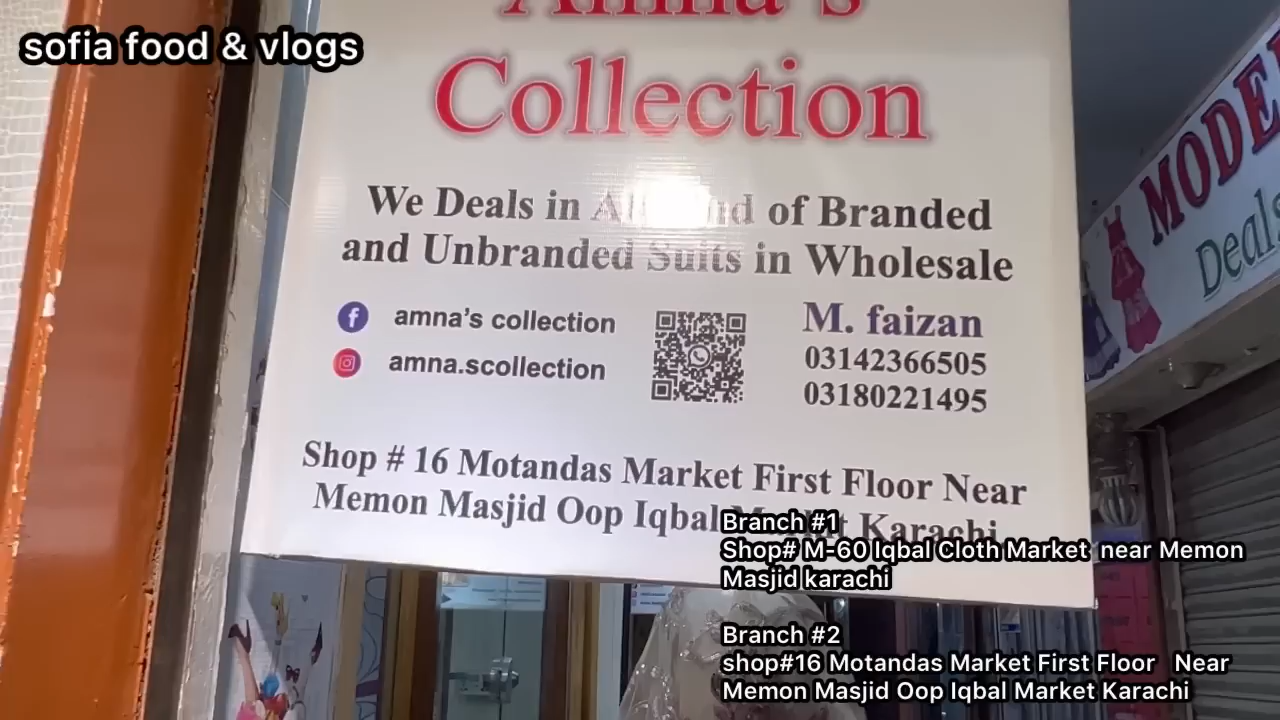 sofia food & vlogs
Amna's
Collection
We Deals in All Kind of Branded
and Unbranded Suits in Wholesale
amna's collection
amna.scollection
M. faizan
03142366505
03180221495
Shop # 16 Motandas Market First Floor Near
Memon Masjid Oop Iqbal Market Karachi
Branch #1
Shop# M-60 Iqbal Cloth Market near Memon
Masjid karachi
Branch #2
shop#16 Motandas Market First Floor Near
Memon Masjid Oop Iqbal Market Karachi
Deals